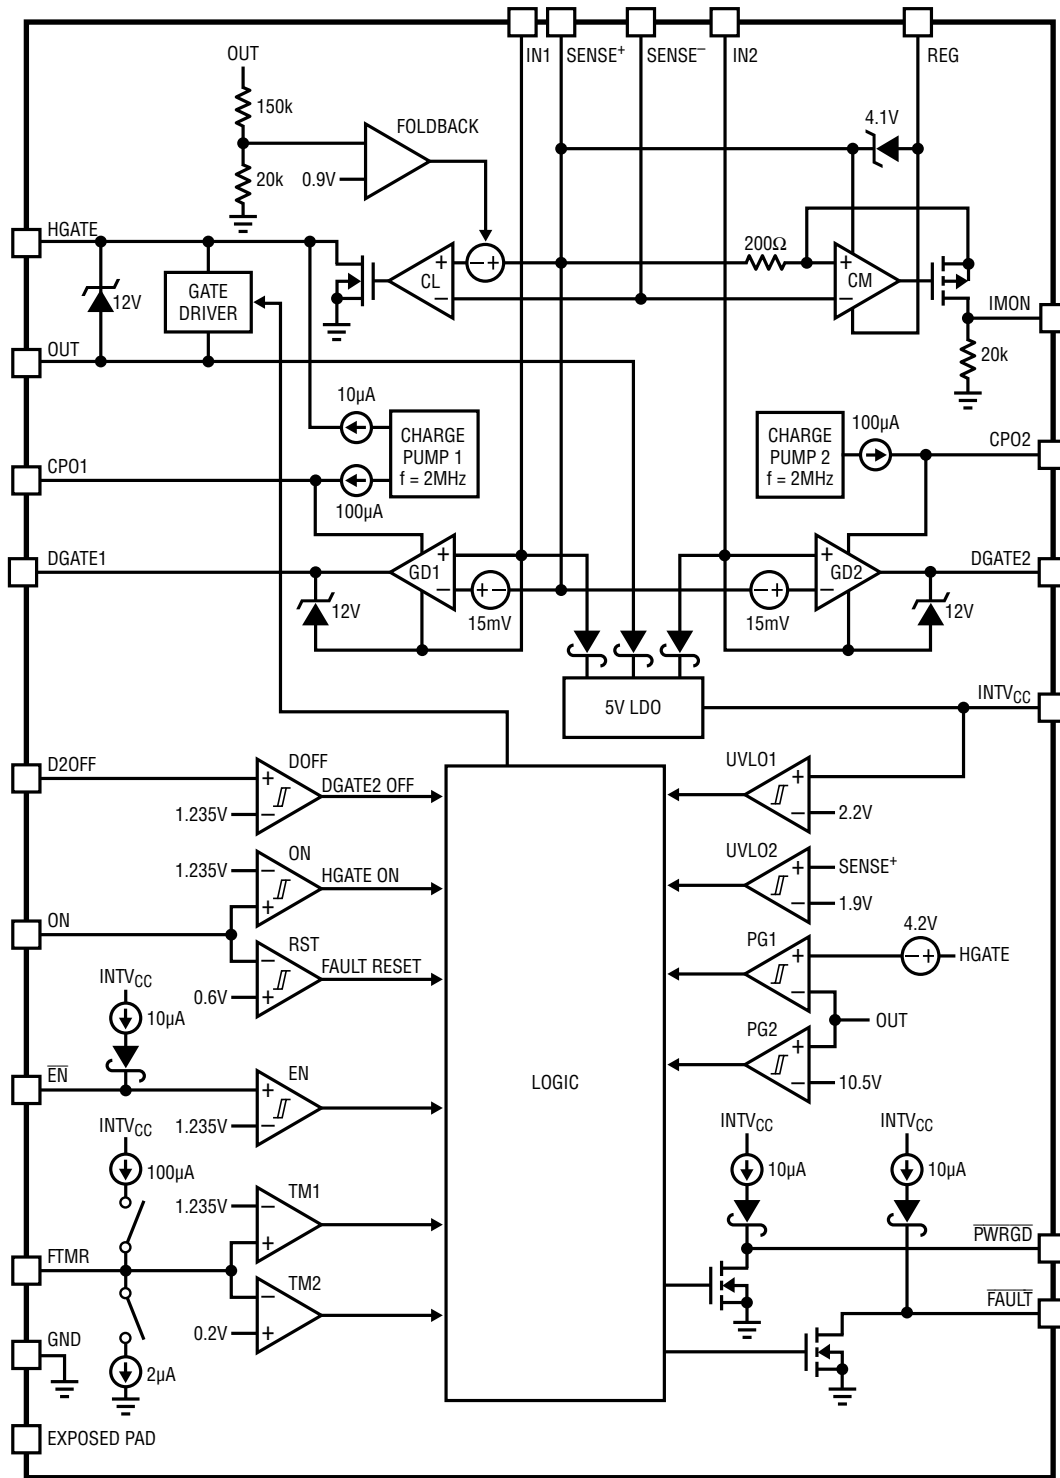 IN1
SENSE+
SENSE−
IN2
REG
OUT
150k
20k
FOLDBACK
0.9V
4.1V
HGATE
12V
GATE
DRIVER
+
−
CL
− +
200Ω
+
−
CM
IMON
20k
OUT
10µA
CHARGE
PUMP 1
f = 2MHz
100µA
CPO1
CHARGE
PUMP 2
f = 2MHz
100µA
CPO2
DGATE1
GD1
+
−
12V
+ −
15mV
− +
15mV
+
−
GD2
12V
DGATE2
5V LDO
INTVCC
D2OFF
1.235V
+
−
DOFF
DGATE2 OFF
1.235V
−
+
ON
HGATE ON
ON
−
+
0.6V
RST
FAULT RESET
INTVCC
10µA
EN
1.235V
+
−
EN
INTVCC
100µA
1.235V
−
+
TM1
FTMR
−
+
0.2V
TM2
GND
2µA
EXPOSED PAD
LOGIC
UVLO1
+
−
2.2V
UVLO2
+
−
SENSE+
1.9V
PG1
+
−
4.2V
− +
HGATE
OUT
PG2
+
−
10.5V
INTVCC
10µA
INTVCC
10µA
PWRGD
FAULT